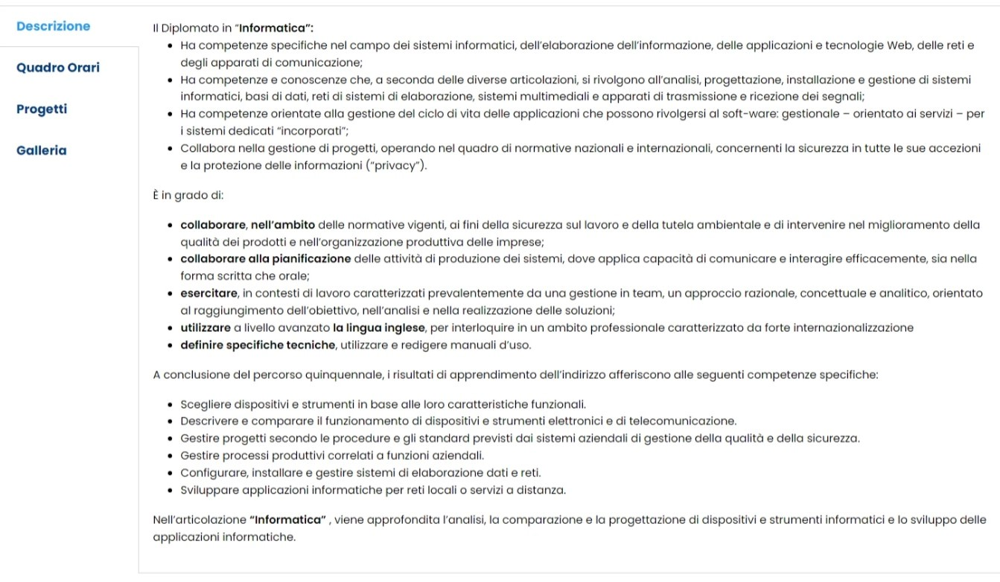 Descrizione
Quadro Orari
Progetti
Galleria
Il Diplomato in “Informatica”:
• Ha competenze specifiche nel campo dei sistemi informatici, dell’elaborazione dell’informazione, delle applicazioni e tecnologie Web, delle reti e
degli apparati di comunicazione;
• Ha competenze e conoscenze che, a seconda delle diverse articolazioni, si rivolgono all’analisi, progettazione, installazione e gestione di sistemi
informatici, basi di dati, reti di sistemi di elaborazione, sistemi multimediali e apparati di trasmissione e ricezione dei segnali;
• Ha competenze orientate alla gestione del ciclo di vita delle applicazioni che possono rivolgersi al soft-ware: gestionale – orientato ai servizi – per
i sistemi dedicati “incorporati”;
• Collabora nella gestione di progetti, operando nel quadro di normative nazionali e internazionali, concernenti la sicurezza in tutte le sue accezioni
e la protezione delle informazioni (“privacy”).
È in grado di:
• collaborare, nell’ambito delle normative vigenti, ai fini della sicurezza sul lavoro e della tutela ambientale e di intervenire nel miglioramento della
qualità dei prodotti e nell’organizzazione produttiva delle imprese;
• collaborare alla pianificazione delle attività di produzione dei sistemi, dove applica capacità di comunicare e interagire efficacemente, sia nella
forma scritta che orale;
• esercitare, in contesti di lavoro caratterizzati prevalentemente da una gestione in team, un approccio razionale, concettuale e analitico, orientato
al raggiungimento dell’obiettivo, nell’analisi e nella realizzazione delle soluzioni;
• utilizzare a livello avanzato la lingua inglese, per interloquire in un ambito professionale caratterizzato da forte internazionalizzazione
• definire specifiche tecniche, utilizzare e redigere manuali d’uso.
A conclusione del percorso quinquennale, i risultati di apprendimento dell’indirizzo afferiscono alle seguenti competenze specifiche:
• Scegliere dispositivi e strumenti in base alle loro caratteristiche funzionali.
• Descrivere e comparare il funzionamento di dispositivi e strumenti elettronici e di telecomunicazione.
• Gestire progetti secondo le procedure e gli standard previsti dai sistemi aziendali di gestione della qualità e della sicurezza.
• Gestire processi produttivi correlati a funzioni aziendali.
• Configurare, installare e gestire sistemi di elaborazione dati e reti.
• Sviluppare applicazioni informatiche per reti locali o servizi a distanza.
Nell’articolazione “Informatica” , viene approfondita l’analisi, la comparazione e la progettazione di dispositivi e strumenti informatici e lo sviluppo delle
applicazioni informatiche.